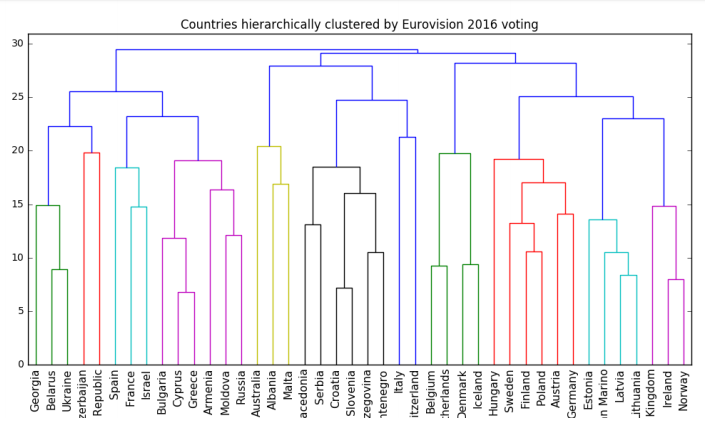 Countries hierarchically clustered by Eurovision 2016 voting
30
25
20
15
10
5
0
Georgia
Belarus
Ukraine
zerbaijan
Republic
Spain
France
Israel
Bulgaria
Cyprus
Greece
Armenia
Moldova
Russia
Australia
Albania
Malta
acedonia
Serbia
Croatia
Slovenia
zegovina
ntenegro
Italy
itzerland
Belgium
therlands
Denmark
Iceland
Hungary
Sweden
Finland
Poland
Austria
Germany
Estonia
n Marino
Latvia
ithuania
Kingdom
Ireland
Norway